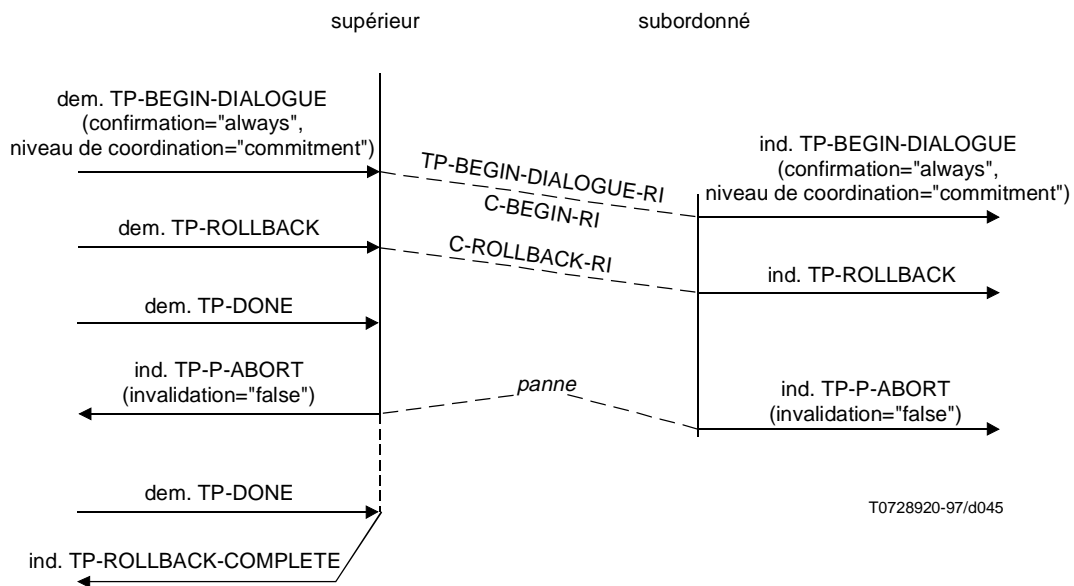 supérieur
subordonné
dem. TP-BEGIN-DIALOGUE
(confirmation="always",
niveau de coordination="commitment")
TP-BEGIN-DIALOGUE-RI
C-BEGIN-RI
ind. TP-BEGIN-DIALOGUE
(confirmation="always",
niveau de coordination="commitment")
dem. TP-ROLLBACK
C-ROLLBACK-RI
ind. TP-ROLLBACK
dem. TP-DONE
ind. TP-P-ABORT
(invalidation="false")
panne
ind. TP-P-ABORT
(invalidation="false")
dem. TP-DONE
T0728920-97/d045
ind. TP-ROLLBACK-COMPLETE